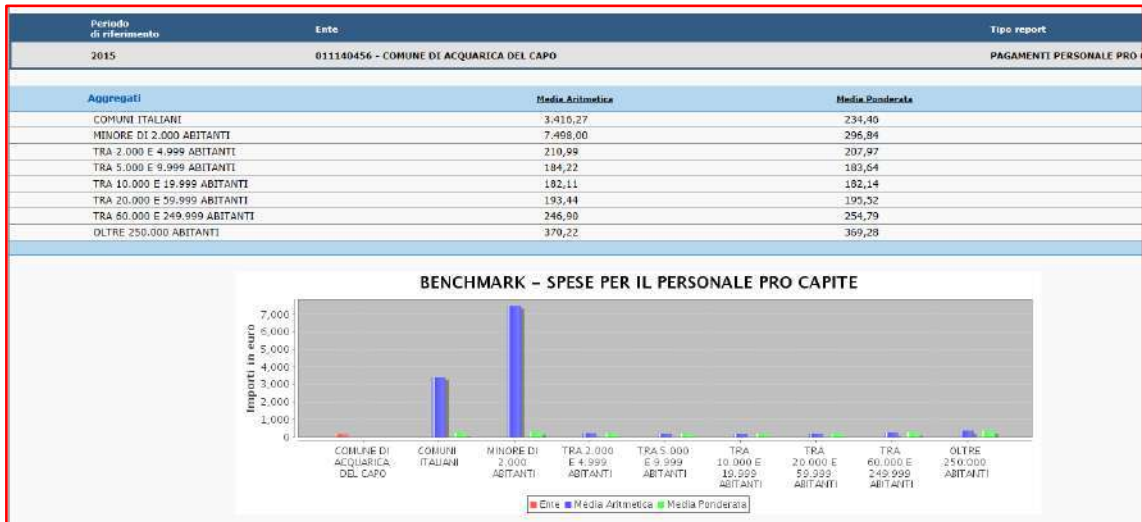 Periodo
di riferimento Ente Tipo report
2015 011140456 - COMUNE DI ACQUARICA DEL CAPO PAGAMENTI PERSONALE PRO
Aggregati Media Aritmetica Media Ponderata
COMUNI ITALIANI 3.416,27 234,46
MINORE DI 2.000 ABITANTI 7.498,00 296,84
TRA 2.000 E 4.999 ABITANTI 210,99 207,97
TRA 5.000 E 9.999 ABITANTI 184,22 183,64
TRA 10.000 E 19.999 ABITANTI 182,11 182,14
TRA 20.000 E 59.999 ABITANTI 193,44 195,52
TRA 60.000 E 249.999 ABITANTI 246,90 254,79
OLTRE 250.000 ABITANTI 370,22 369,28
BENCHMARK - SPESE PER IL PERSONALE PRO CAPITE
Importi in euro
7,000
6,000
5,000
4,000
3,000
2,000
1,000
0
COMUNE DI ACQUARICA DEL CAPO
COMUNI ITALIANI
MINORE DI 2.000 ABITANTI
TRA 2.000 E 4.999 ABITANTI
TRA 5.000 E 9.999 ABITANTI
TRA 10.000 E 19.999 ABITANTI
TRA 20.000 E 59.999 ABITANTI
TRA 60.000 E 249.999 ABITANTI
OLTRE 250.000 ABITANTI
Ente Media Aritmetica Media Ponderata